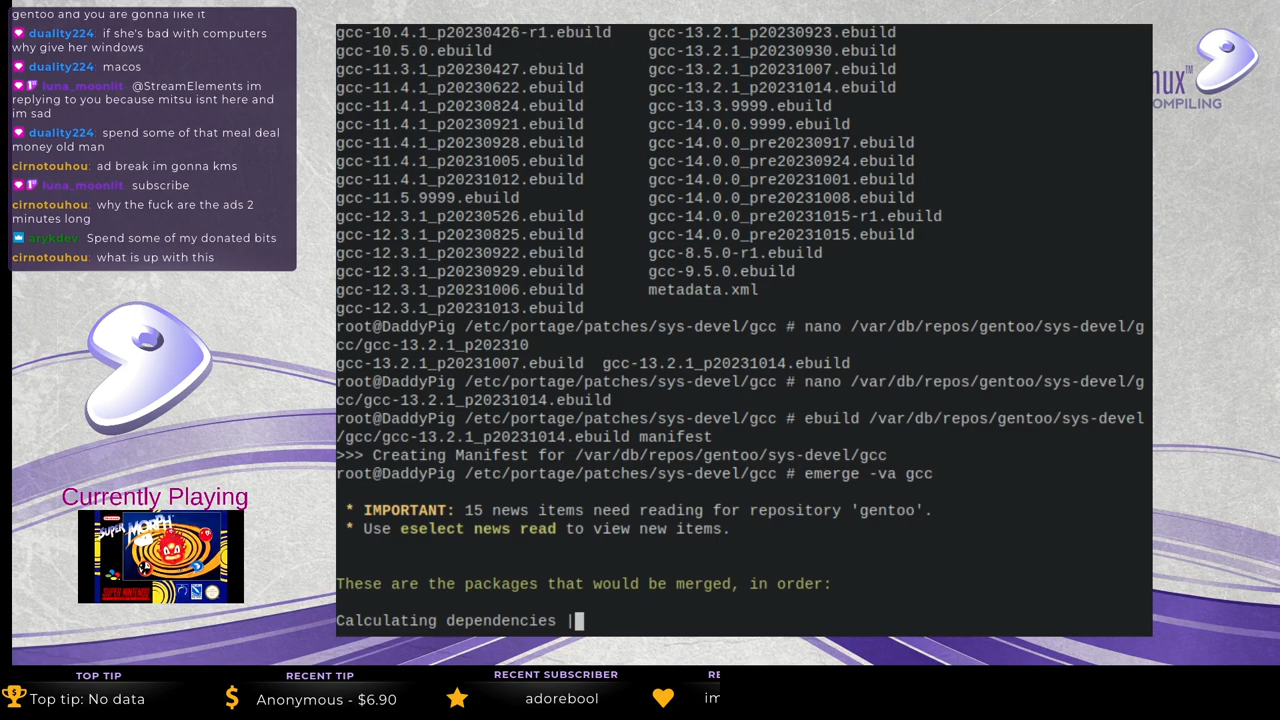 gentoo and you are gonna like it
duality224: if she's bad with computers
why give her windows
duality224: macos
luna_moonlit: @StreamElements im
replying to you because mitsu isnt here and
im sad
duality224: spend some of that meal deal
money old man
cirnotouhou: ad break im gonna kms
luna_moonlit: subscribe
cirnotouhou: why the fuck are the ads 2
minutes long
arykdev: Spend some of my donated bits
cirnotouhou: what is up with this
gcc-10.4.1_p20230426-r1.ebuild gcc-13.2.1_p20230923.ebuild
gcc-10.5.0.ebuild gcc-13.2.1_p20230930.ebuild
gcc-11.3.1_p20230427.ebuild gcc-13.2.1_p20231007.ebuild
gcc-11.4.1_p20230622.ebuild gcc-13.2.1_p20231014.ebuild
gcc-11.4.1_p20230824.ebuild gcc-13.3.9999.ebuild
gcc-11.4.1_p20230921.ebuild gcc-14.0.0.9999.ebuild
gcc-11.4.1_p20230928.ebuild gcc-14.0.0_pre20230917.ebuild
gcc-11.4.1_p20231005.ebuild gcc-14.0.0_pre20230924.ebuild
gcc-11.4.1_p20231012.ebuild gcc-14.0.0_pre20231001.ebuild
gcc-11.5.9999.ebuild gcc-14.0.0_pre20231008.ebuild
gcc-12.3.1_p20230526.ebuild gcc-14.0.0_pre20231015-r1.ebuild
gcc-12.3.1_p20230825.ebuild gcc-14.0.0_pre20231015.ebuild
gcc-12.3.1_p20230922.ebuild gcc-8.5.0-r1.ebuild
gcc-12.3.1_p20230929.ebuild gcc-9.5.0.ebuild
gcc-12.3.1_p20231006.ebuild metadata.xml
gcc-12.3.1_p20231013.ebuild
root@DaddyPig /etc/portage/patches/sys-devel/gcc # nano /var/db/repos/gentoo/sys-devel/g
cc/gcc-13.2.1_p202310
gcc-13.2.1_p20231007.ebuild gcc-13.2.1_p20231014.ebuild
root@DaddyPig /etc/portage/patches/sys-devel/gcc # nano /var/db/repos/gentoo/sys-devel/g
cc/gcc-13.2.1_p20231014.ebuild
root@DaddyPig /etc/portage/patches/sys-devel/gcc # ebuild /var/db/repos/gentoo/sys-devel
/gcc/gcc-13.2.1_p20231014.ebuild manifest
>>> Creating Manifest for /var/db/repos/gentoo/sys-devel/gcc
root@DaddyPig /etc/portage/patches/sys-devel/gcc # emerge -va gcc
* IMPORTANT: 15 news items need reading for repository 'gentoo'.
* Use eselect news read to view new items.
These are the packages that would be merged, in order:
Calculating dependencies |
nux™
OMPILING
Currently Playing
SUPER MORPH
SUPER NINTENDO
TOP TIP
Top tip: No data
RECENT TIP
$ Anonymous - $6.90
RECENT SUBSCRIBER
adorebool
RE
im